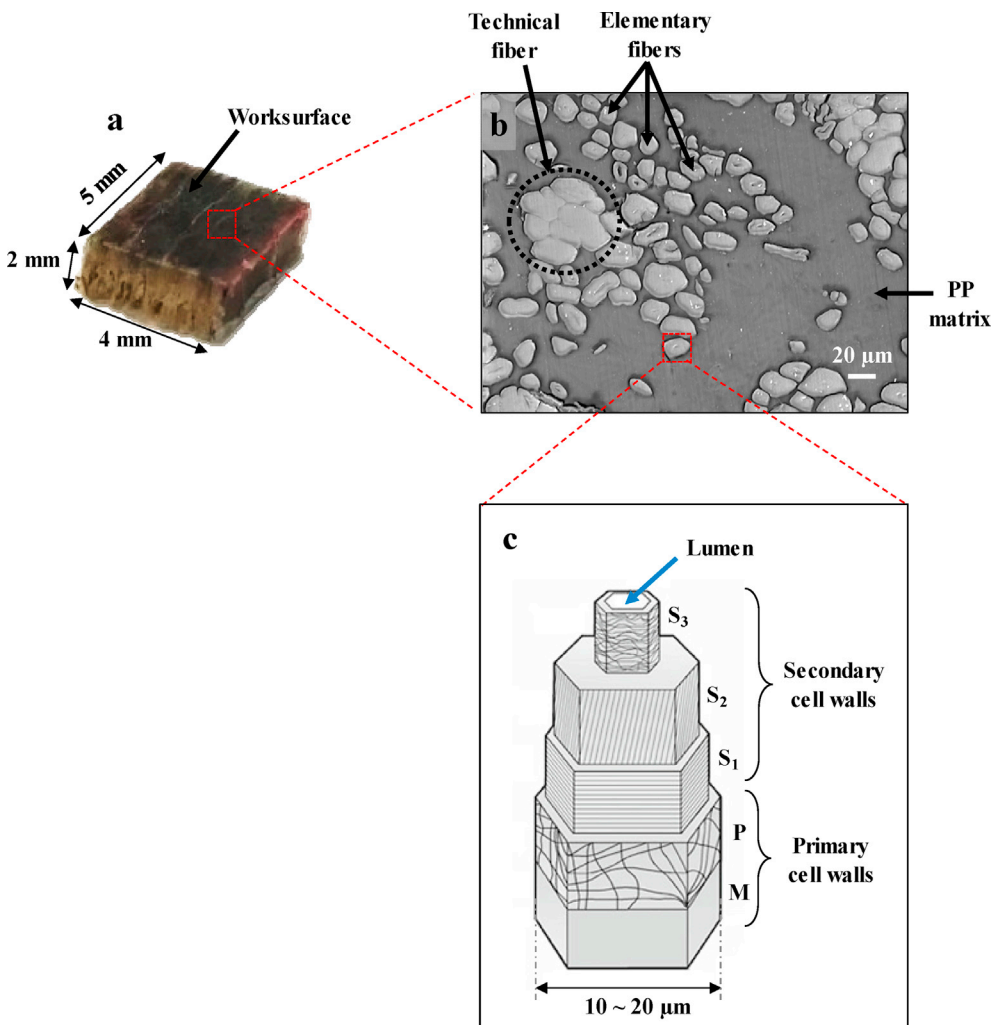 Technical
fiber
Elementary
fibers
a
Worksurface
5 mm
2 mm
4 mm
b
PP
matrix
20 μm
c
Lumen
S₃
S₂
S₁
Secondary
cell walls
P
M
Primary
cell walls
10 ~ 20 μm